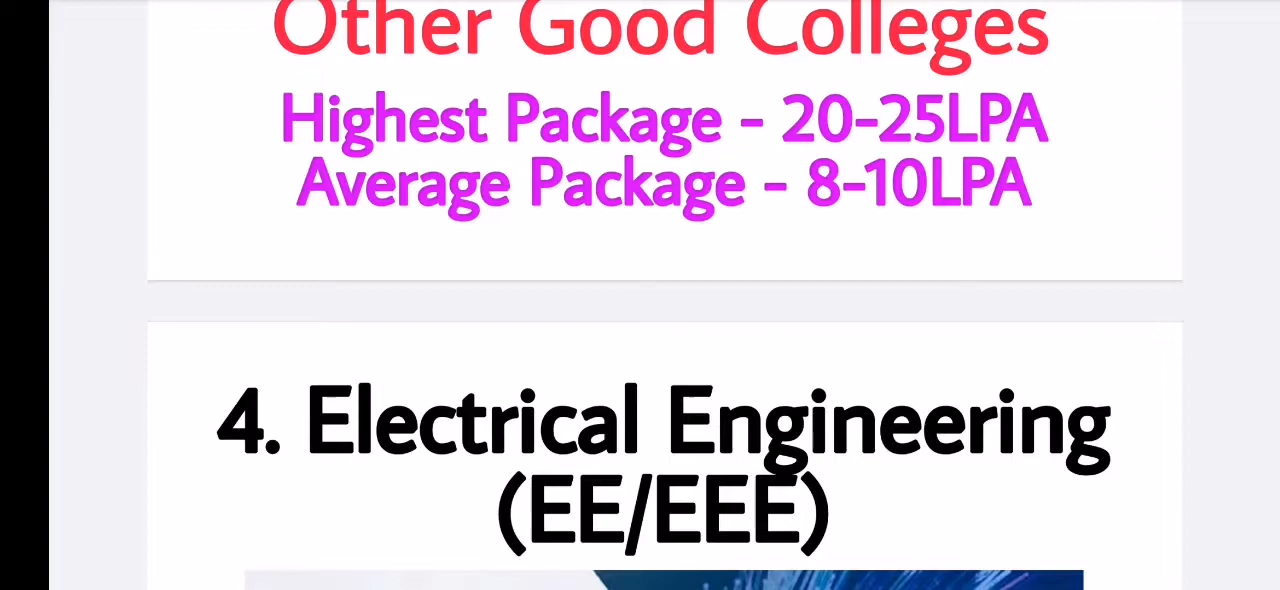 Other Good Colleges
Highest Package - 20-25LPA
Average Package - 8-10LPA
4. Electrical Engineering
(EE/EEE)